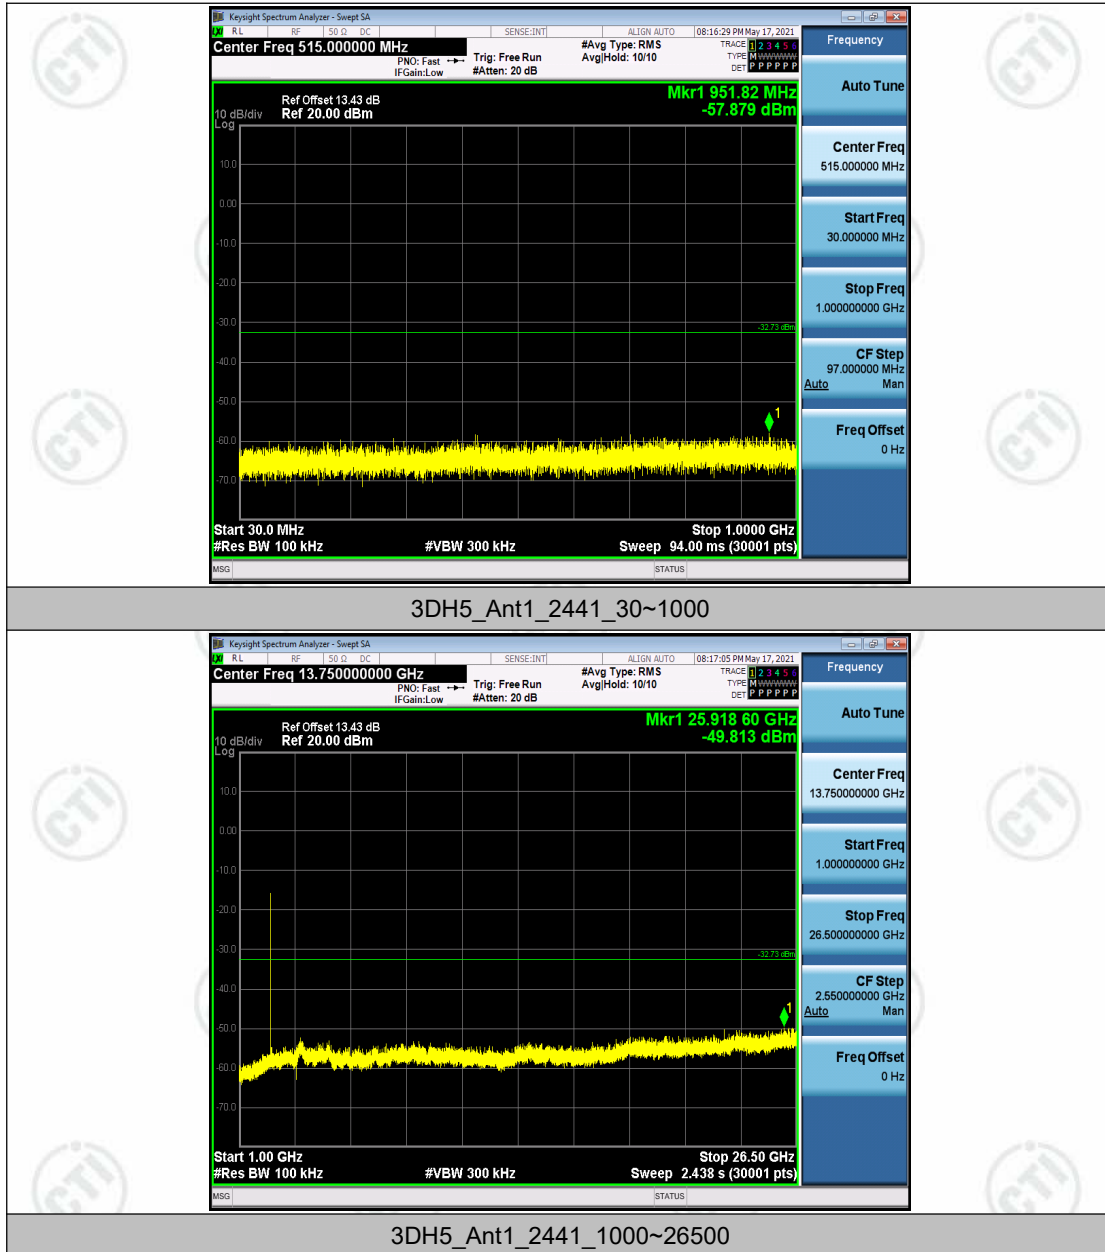 Keysight Spectrum Analyzer - Swept SA
RL RF 50 Ω DC SENSE:INT ALIGN AUTO 08:16:29 PM May 17, 2021
Center Freq 515.000000 MHz
PNO: Fast
IFGain:Low
Trig: Free Run
#Atten: 20 dB
#Avg Type: RMS
Avg|Hold: 10/10
TRACE 1 2 3 4 5 6
TYPE M WWWWW
DET P P P P P P
Frequency
Auto Tune
Center Freq
515.000000 MHz
Start Freq
30.000000 MHz
Stop Freq
1.000000000 GHz
CF Step
97.000000 MHz
Auto Man
Freq Offset
0 Hz
Mkr1 951.82 MHz
-57.879 dBm
Ref Offset 13.43 dB
10 dB/div Ref 20.00 dBm
Log
10.0
0.00
-10.0
-20.0
-30.0
-32.73 dBm
-40.0
-50.0
1
-60.0
-70.0
Start 30.0 MHz Stop 1.0000 GHz
#Res BW 100 kHz #VBW 300 kHz Sweep 94.00 ms (30001 pts)
MSG STATUS
3DH5_Ant1_2441_30~1000
Keysight Spectrum Analyzer - Swept SA
RL RF 50 Ω DC SENSE:INT ALIGN AUTO 08:17:05 PM May 17, 2021
Center Freq 13.750000000 GHz
PNO: Fast
IFGain:Low
Trig: Free Run
#Atten: 20 dB
#Avg Type: RMS
Avg|Hold: 10/10
TRACE 1 2 3 4 5 6
TYPE M WWWWW
DET P P P P P P
Frequency
Auto Tune
Center Freq
13.750000000 GHz
Start Freq
1.000000000 GHz
Stop Freq
26.500000000 GHz
CF Step
2.550000000 GHz
Auto Man
Freq Offset
0 Hz
Mkr1 25.918 60 GHz
-49.813 dBm
Ref Offset 13.43 dB
10 dB/div Ref 20.00 dBm
Log
10.0
0.00
-10.0
-20.0
-30.0
-32.73 dBm
-40.0
1
-50.0
-60.0
-70.0
Start 1.00 GHz Stop 26.50 GHz
#Res BW 100 kHz #VBW 300 kHz Sweep 2.438 s (30001 pts)
MSG STATUS
3DH5_Ant1_2441_1000~26500
CTI
CTI
CTI
CTI
CTI
CTI
CTI
CTI